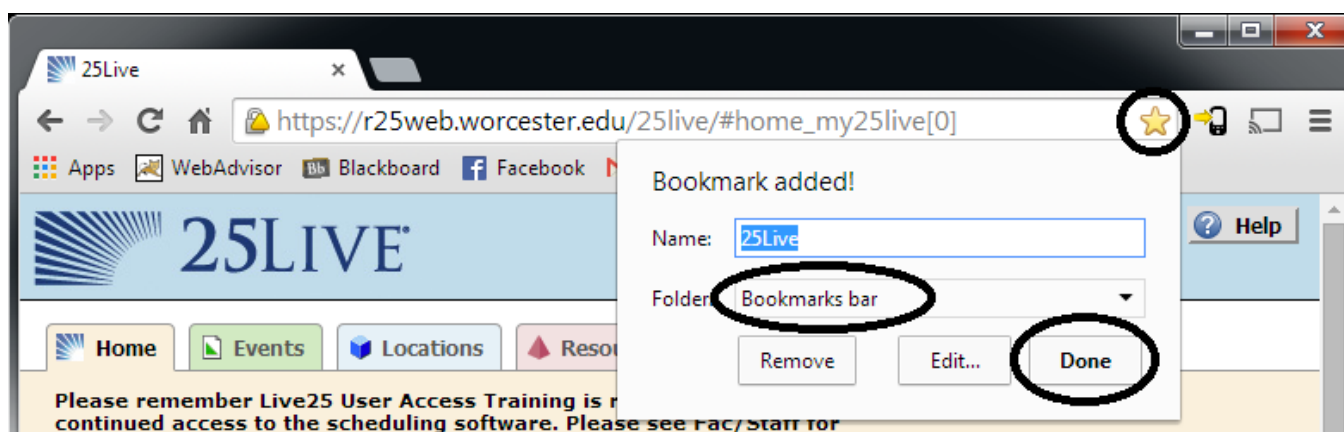 25Live
https://r25web.worcester.edu/25live/#home_my25live[0]
Apps WebAdvisor Bb Blackboard Facebook
Bookmark added!
Name: 25Live
Folder: Bookmarks bar
Remove Edit... Done
25LIVE
Help
Home Events Locations
Please remember Live25 User Access Training is
continued access to the scheduling software. Please see Fac/Staff for